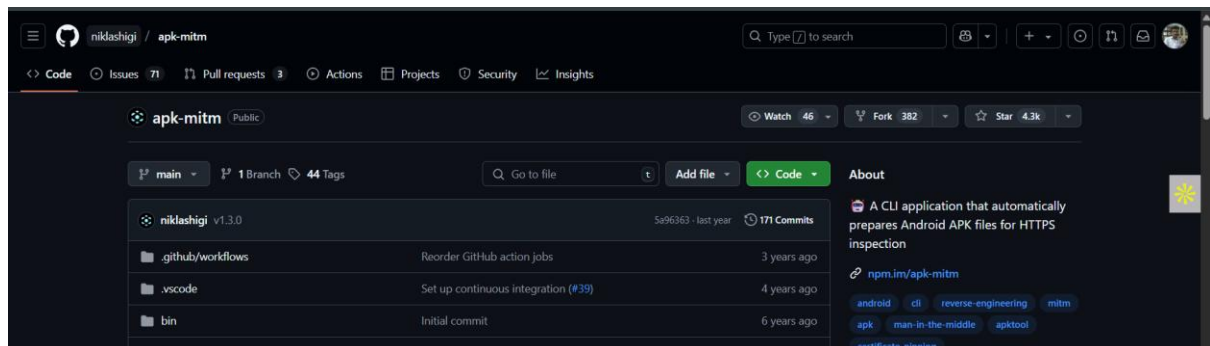 niklashigi / apk-mitm
Type / to search
Code Issues 71 Pull requests 3 Actions Projects Security Insights
apk-mitm Public
Watch 46 Fork 382 Star 4.3k
main 1 Branch 44 Tags Go to file t Add file Code
About
niklashigi v1.3.0 5a96363 · last year 171 Commits
A CLI application that automatically
prepares Android APK files for HTTPS
inspection
.github/workflows Reorder GitHub action jobs 3 years ago
npm.im/apk-mitm
.vscode Set up continuous integration (#39) 4 years ago
android cli reverse-engineering mitm
bin Initial commit 6 years ago
apk man-in-the-middle apktool
certificate-pinning